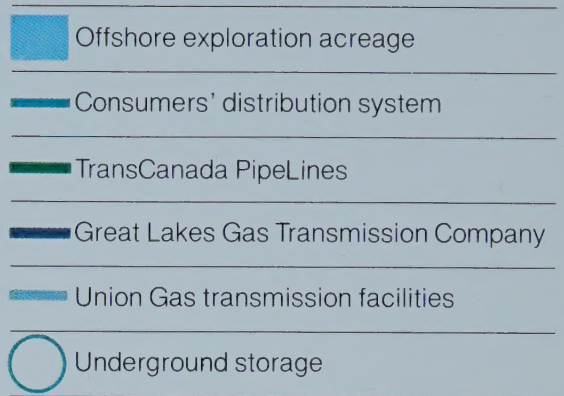 Offshore exploration acreage
Consumers' distribution system
TransCanada PipeLines
Great Lakes Gas Transmission Company
Union Gas transmission facilities
Underground storage